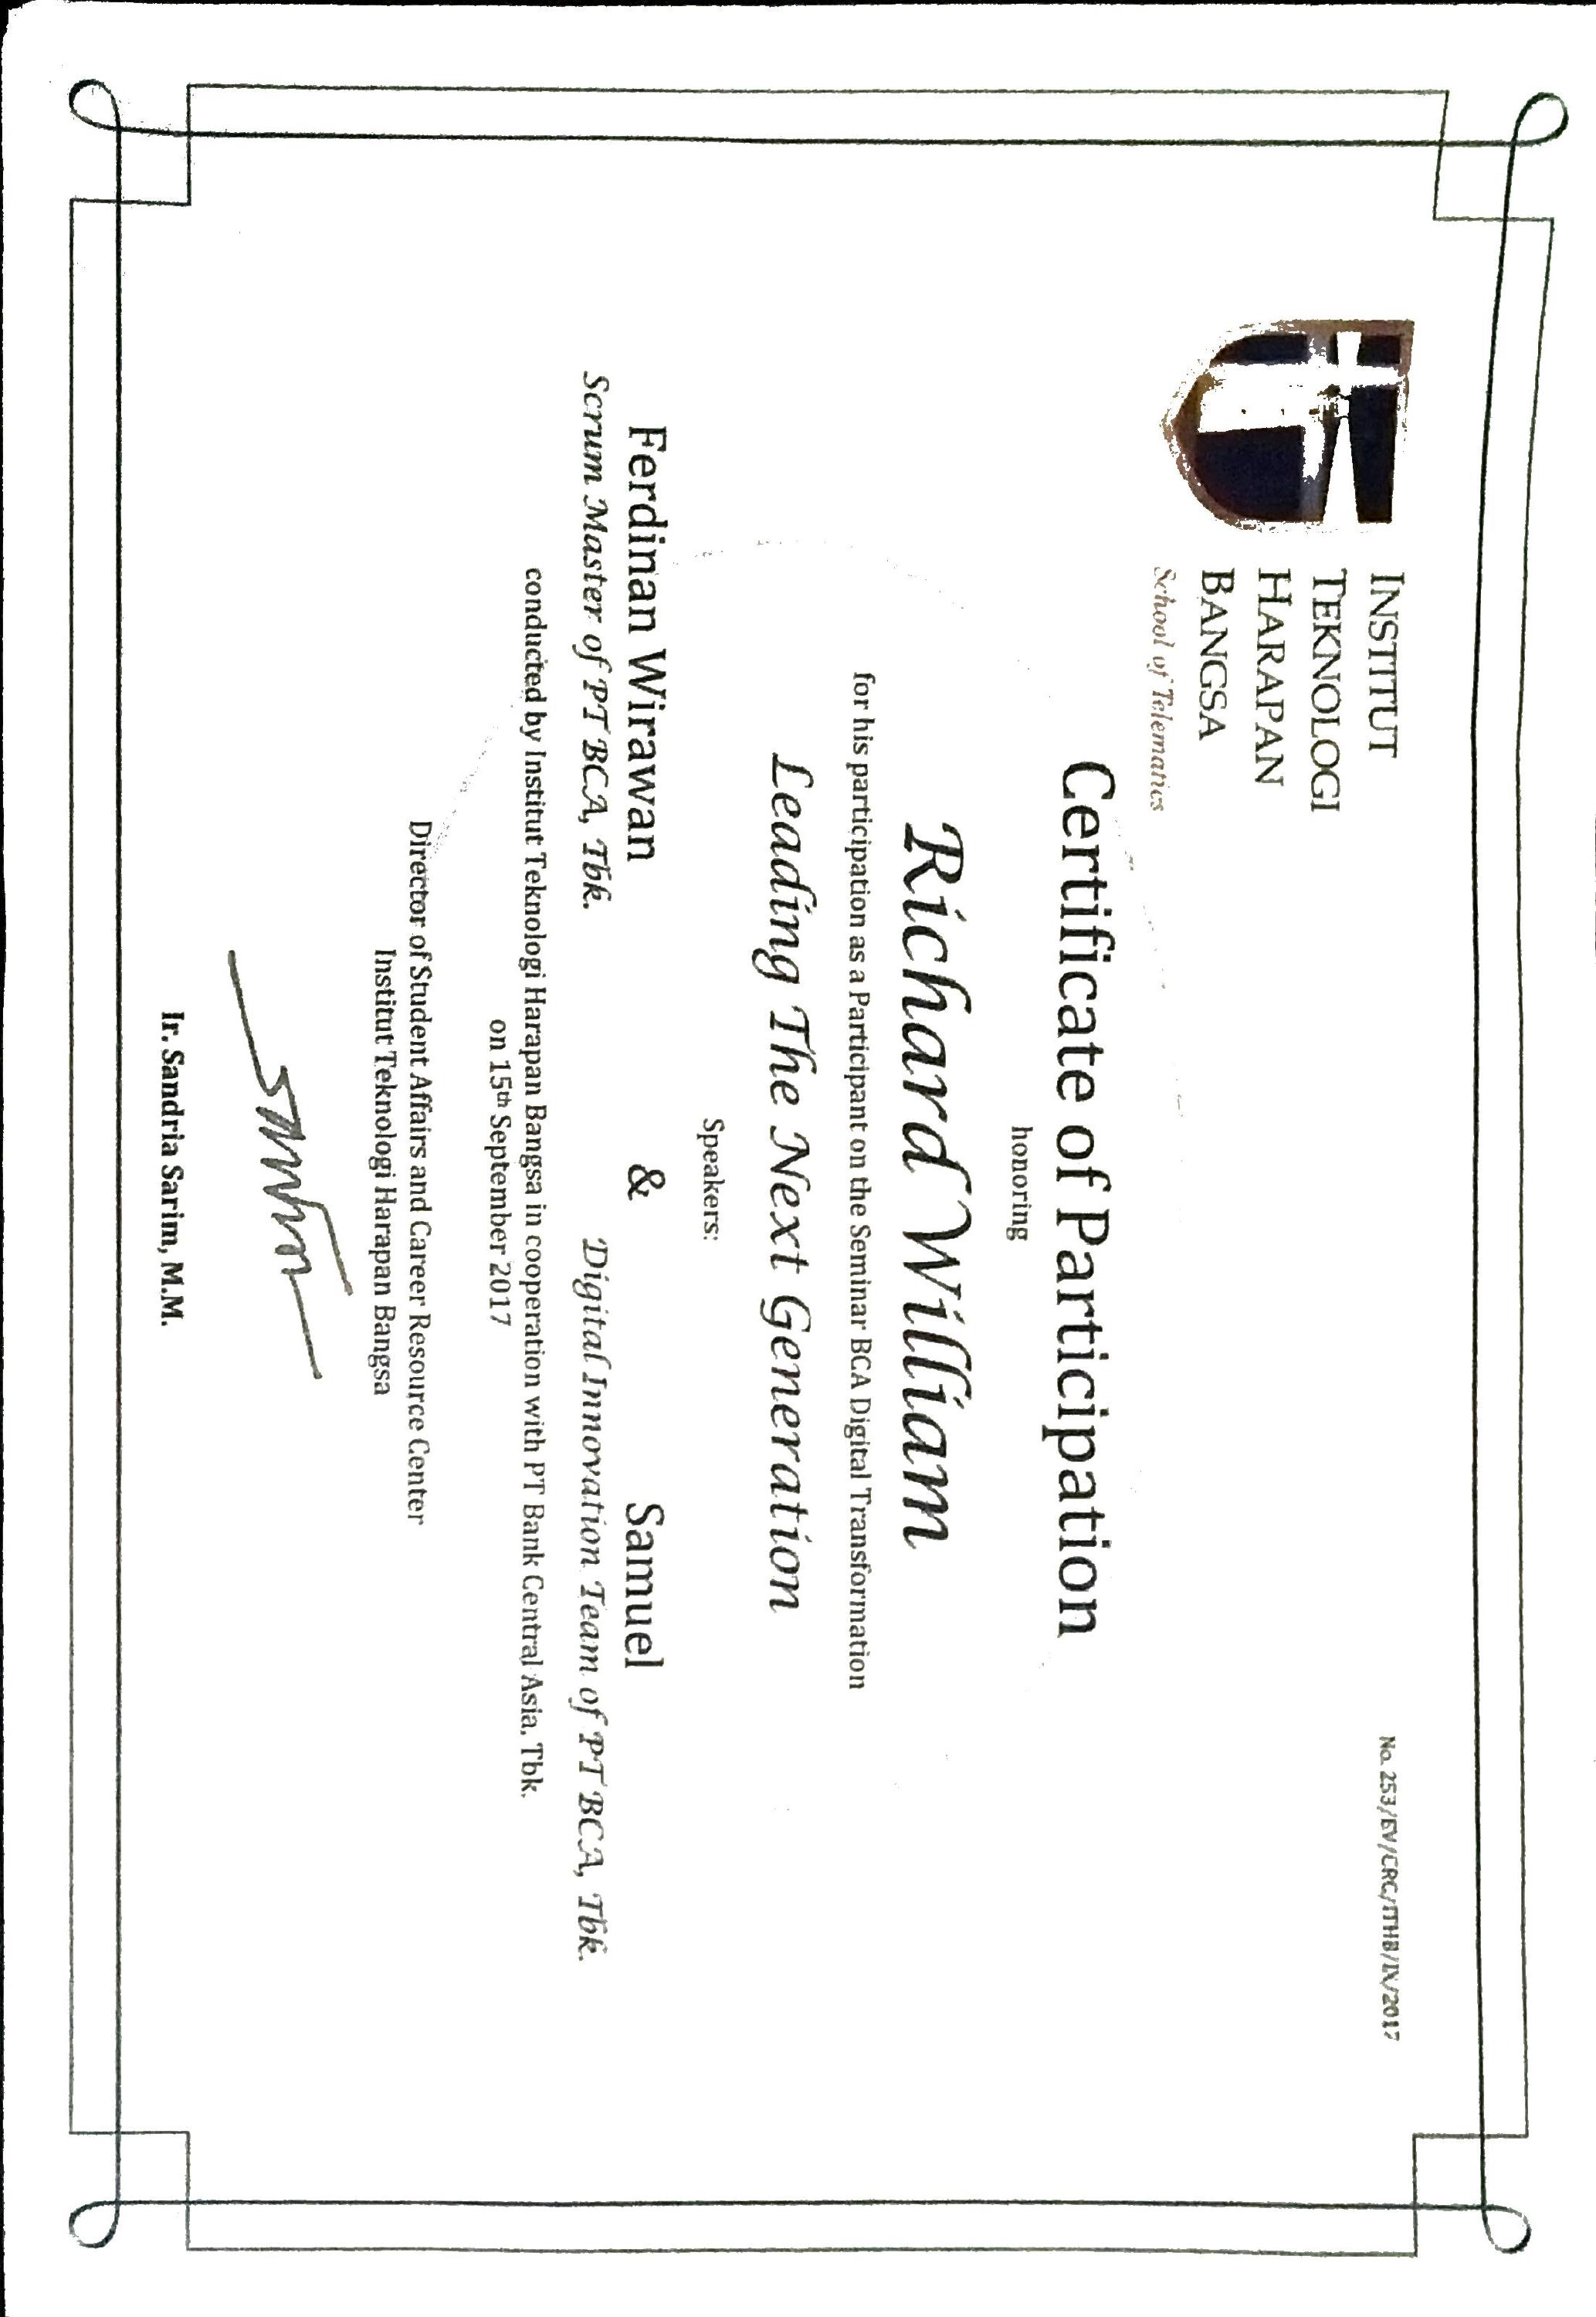 INSTITUT
TEKNOLOGI
HARAPAN
BANGSA
School of Telematics
No. 253/EV/CRC/ITHB/IX/2017
Certificate of Participation
honoring
Richard William
for his participation as a Participant on the Seminar BCA Digital Transformation
Leading The Next Generation
Speakers:
Ferdinan Wirawan & Samuel
Scrum Master of PT BCA, Tbk. Digital Innovation Team of PT BCA, Tbk.
conducted by Institut Teknologi Harapan Bangsa in cooperation with PT Bank Central Asia, Tbk.
on 15th September 2017
Director of Student Affairs and Career Resource Center
Institut Teknologi Harapan Bangsa
Ir. Sandria Sarim, M.M.